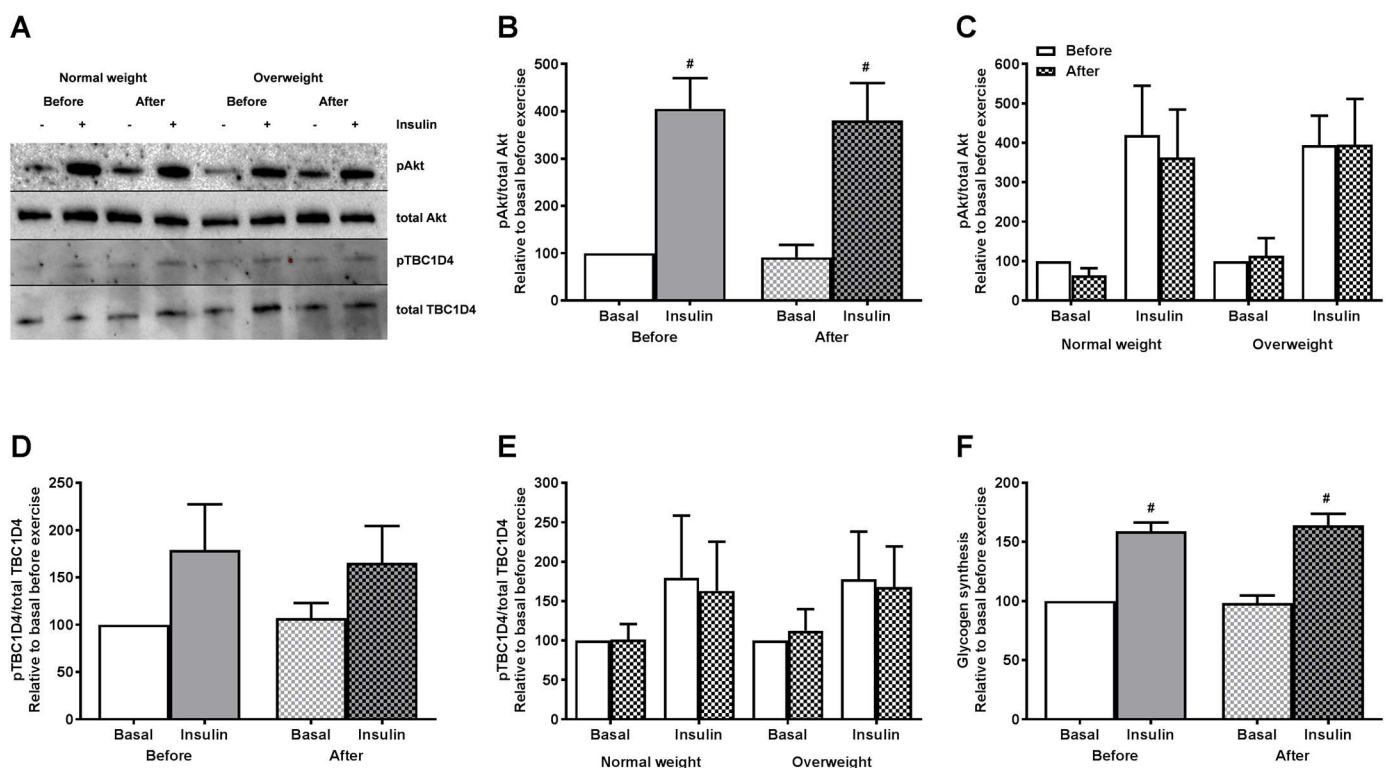 A
Normal weight Overweight
Before After Before After
- + - + - + - + Insulin
pAkt
total Akt
pTBC1D4
total TBC1D4
B
pAkt/total Akt
Relative to basal before exercise
500
400
300
200
100
0
# #
Basal Insulin Basal Insulin
Before After
C
Before
After
pAkt/total Akt
Relative to basal before exercise
600
500
400
300
200
100
0
Basal Insulin Basal Insulin
Normal weight Overweight
D
pTBC1D4/total TBC1D4
Relative to basal before exercise
250
200
150
100
50
0
Basal Insulin Basal Insulin
Before After
E
pTBC1D4/total TBC1D4
Relative to basal before exercise
300
250
200
150
100
50
0
Basal Insulin Basal Insulin
Normal weight Overweight
F
Glycogen synthesis
Relative to basal before exercise
200
150
100
50
0
# #
Basal Insulin Basal Insulin
Before After